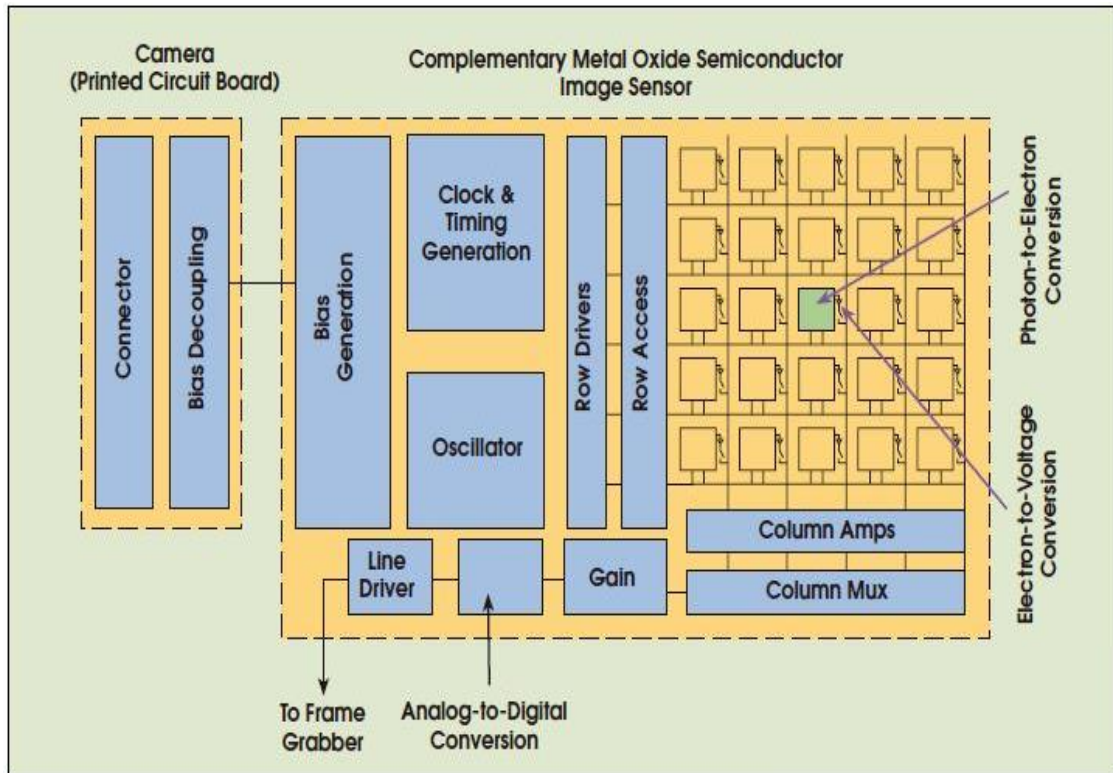 Camera
(Printed Circuit Board)
Complementary Metal Oxide Semiconductor
Image Sensor
Connector
Bias Decoupling
Bias
Generation
Clock &
Timing
Generation
Oscillator
Row Drivers
Row Access
Photon-to-Electron
Conversion
Electron-to-Voltage
Conversion
Column Amps
Column Mux
Gain
Line
Driver
To Frame
Grabber
Analog-to-Digital
Conversion